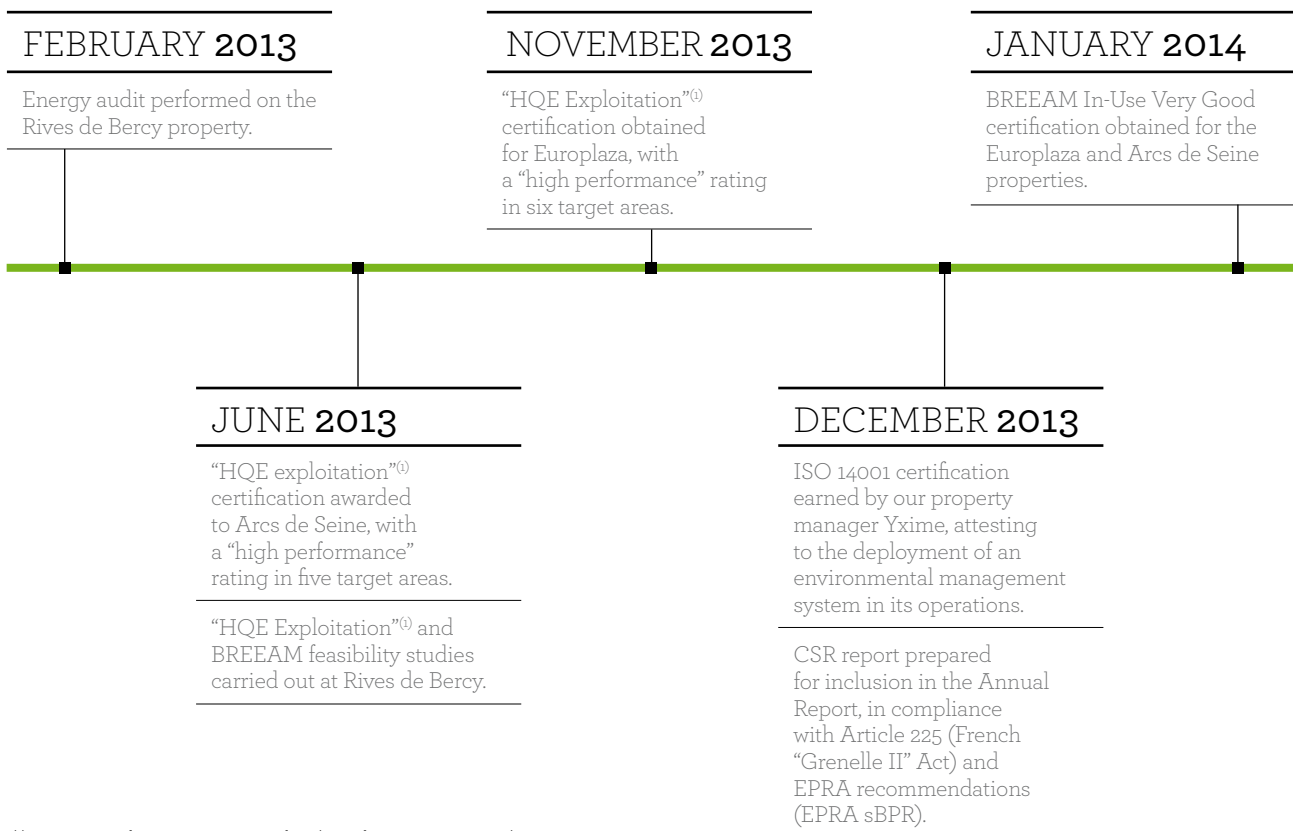 FEBRUARY 2013
Energy audit performed on the
Rives de Bercy property.
NOVEMBER 2013
“HQE Exploitation”(1)
certification obtained
for Europlaza, with
a “high performance” rating
in six target areas.
JANUARY 2014
BREEAM In-Use Very Good
certification obtained for the
Europlaza and Arcs de Seine
properties.
JUNE 2013
“HQE exploitation”(1)
certification awarded
to Arcs de Seine, with
a “high performance”
rating in five target areas.
“HQE Exploitation”(1) and
BREEAM feasibility studies
carried out at Rives de Bercy.
DECEMBER 2013
ISO 14001 certification
earned by our property
manager Yxime, attesting
to the deployment of an
environmental management
system in its operations.
CSR report prepared
for inclusion in the Annual
Report, in compliance
with Article 225 (French
“Grenelle II” Act) and
EPRA recommendations
(EPRA sBPR).